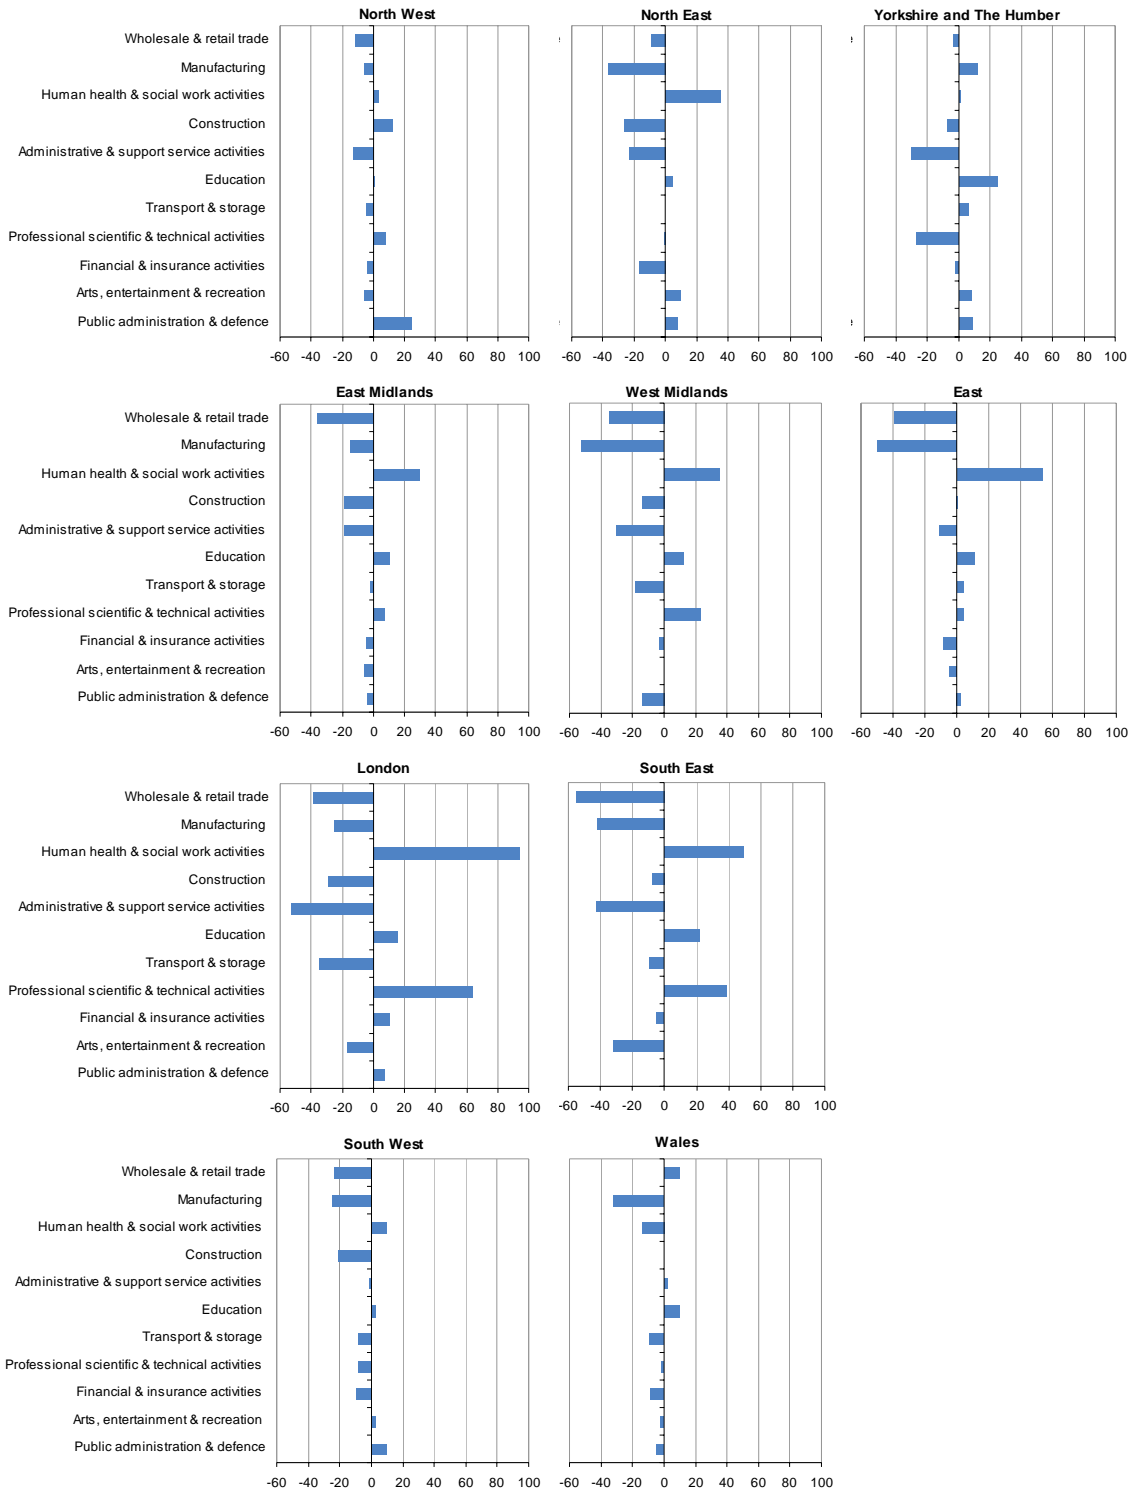 North West
North East
Yorkshire and The Humber
Wholesale & retail trade
Manufacturing
Human health & social work activities
Construction
Administrative & support service activities
Education
Transport & storage
Professional scientific & technical activities
Financial & insurance activities
Arts, entertainment & recreation
Public administration & defence
-60 -40 -20 0 20 40 60 80 100
-60 -40 -20 0 20 40 60 80 100
-60 -40 -20 0 20 40 60 80 100
East Midlands
West Midlands
East
Wholesale & retail trade
Manufacturing
Human health & social work activities
Construction
Administrative & support service activities
Education
Transport & storage
Professional scientific & technical activities
Financial & insurance activities
Arts, entertainment & recreation
Public administration & defence
-60 -40 -20 0 20 40 60 80 100
-60 -40 -20 0 20 40 60 80 100
-60 -40 -20 0 20 40 60 80 100
London
South East
Wholesale & retail trade
Manufacturing
Human health & social work activities
Construction
Administrative & support service activities
Education
Transport & storage
Professional scientific & technical activities
Financial & insurance activities
Arts, entertainment & recreation
Public administration & defence
-60 -40 -20 0 20 40 60 80 100
-60 -40 -20 0 20 40 60 80 100
South West
Wales
Wholesale & retail trade
Manufacturing
Human health & social work activities
Construction
Administrative & support service activities
Education
Transport & storage
Professional scientific & technical activities
Financial & insurance activities
Arts, entertainment & recreation
Public administration & defence
-60 -40 -20 0 20 40 60 80 100
-60 -40 -20 0 20 40 60 80 100